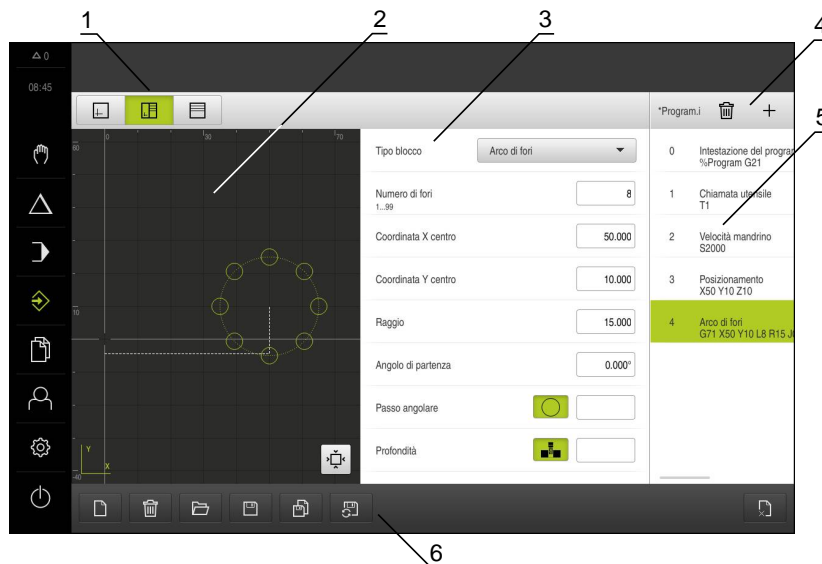 1
2
3
4
5
△ 0
08:45
*Program.i
0
30
70
60
10
-40
Y
X
Tipo blocco
Arco di fori
Numero di fori
1...99
8
Coordinata X centro
50.000
Coordinata Y centro
10.000
Raggio
15.000
Angolo di partenza
0.000°
Passo angolare
Profondità
0 Intestazione del progran
%Program G21
1 Chiamata utensile
T1
2 Velocità mandrino
S2000
3 Posizionamento
X50 Y10 Z10
4 Arco di fori
G71 X50 Y10 L8 R15
6